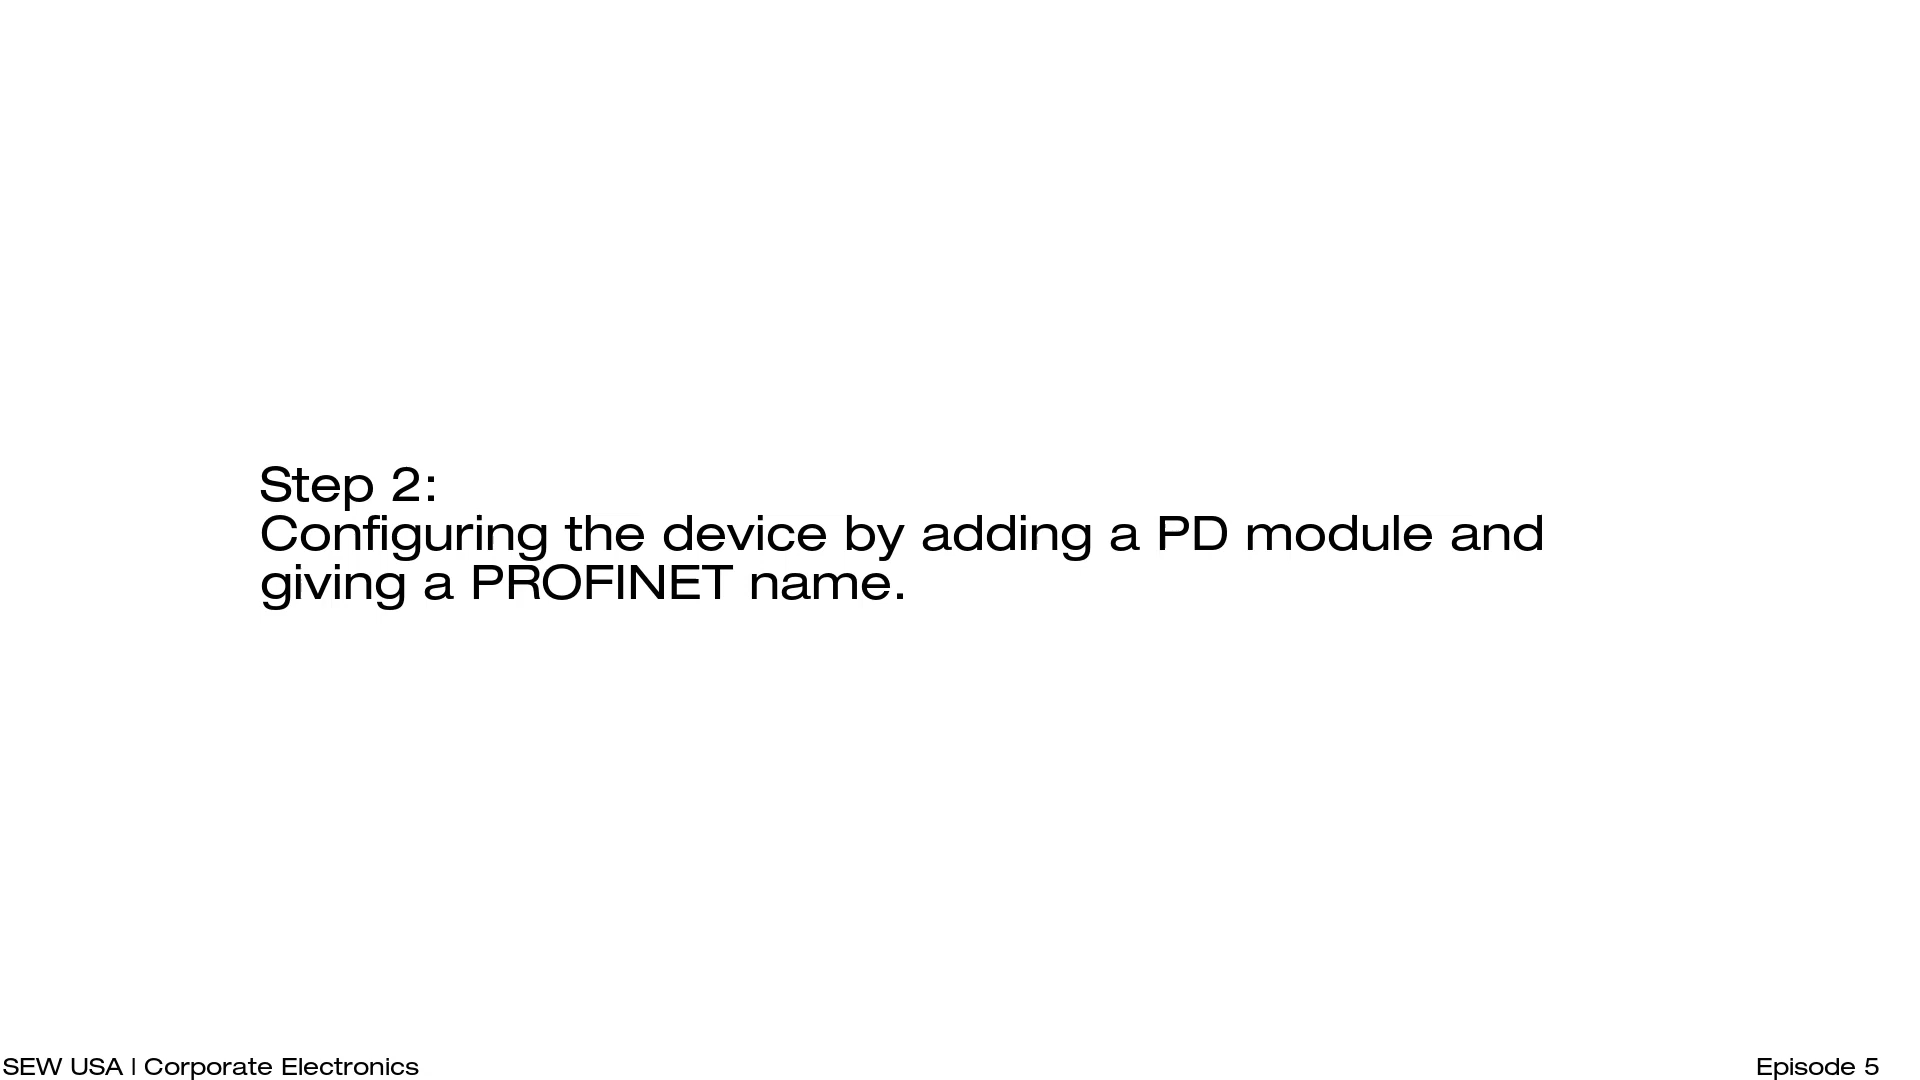 Step 2:
Configuring the device by adding a PD module and
giving a PROFINET name.
SEW USA | Corporate Electronics
Episode 5